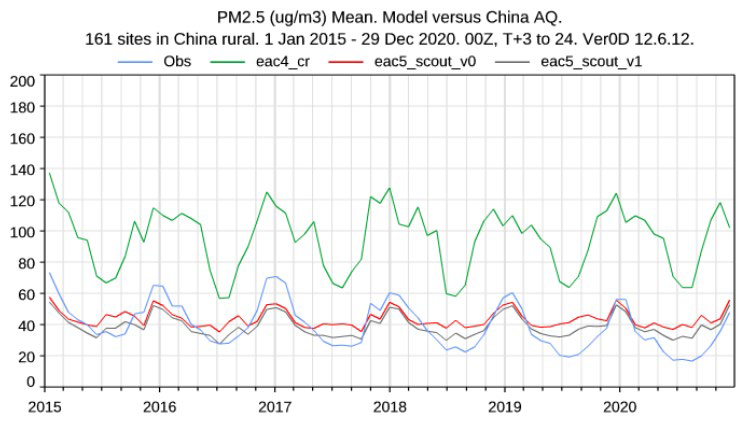 PM2.5 (ug/m3) Mean. Model versus China AQ.
161 sites in China rural. 1 Jan 2015 - 29 Dec 2020. 00Z, T+3 to 24. Ver0D 12.6.12.
Obs eac4_cr eac5_scout_v0 eac5_scout_v1
200
180
160
140
120
100
80
60
40
20
0
2015 2016 2017 2018 2019 2020